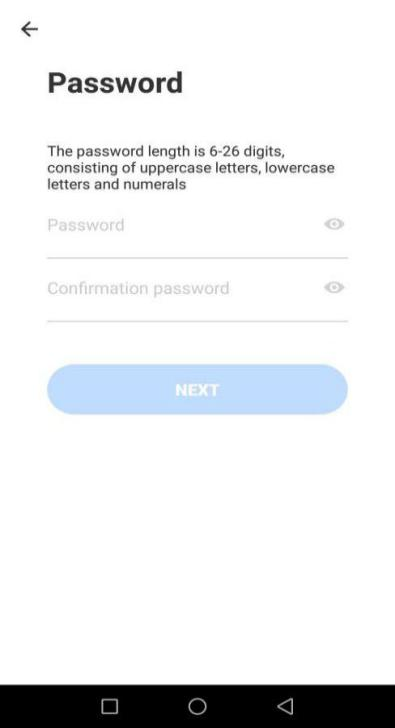 Password
The password length is 6-26 digits,
consisting of uppercase letters, lowercase
letters and numerals
Password
Confirmation password
NEXT